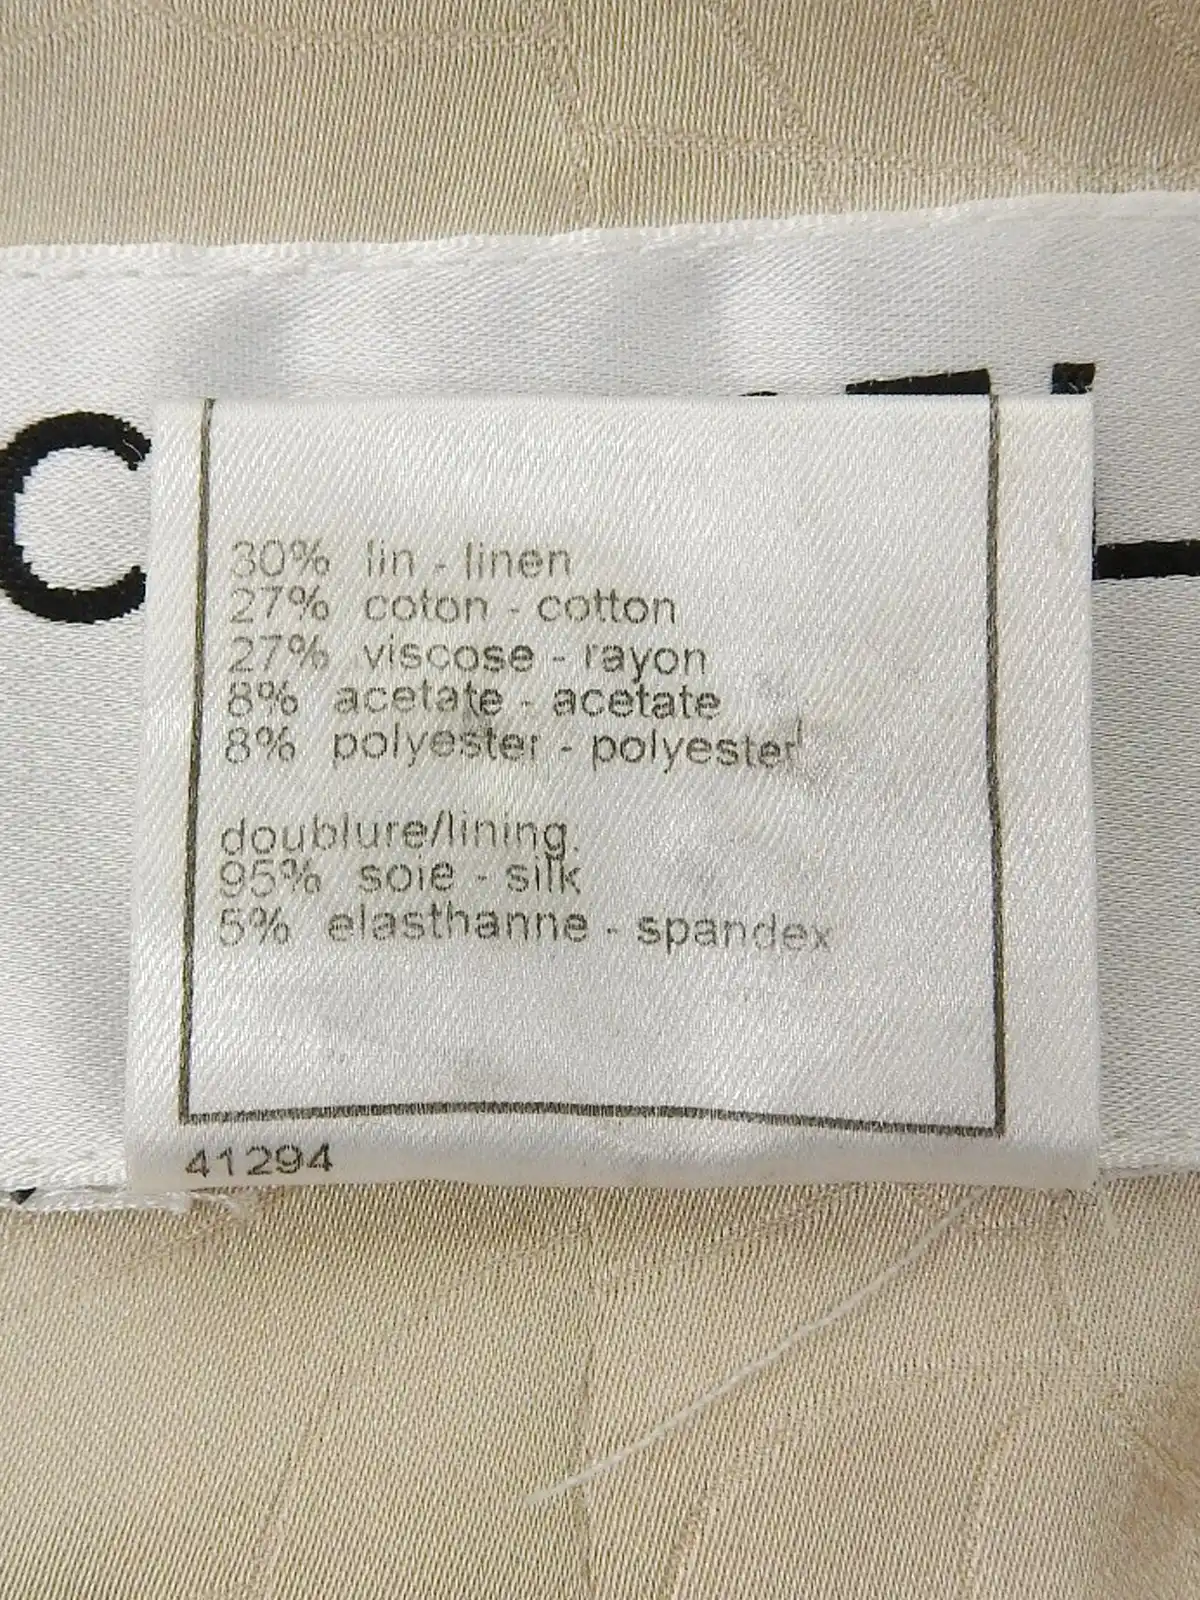 C
30% lin - linen
27% coton - cotton
27% viscose - rayon
8% acetate - acetate
8% polyester - polyester
doublure/lining:
95% soie - silk
5% elasthanne - spandex
41294